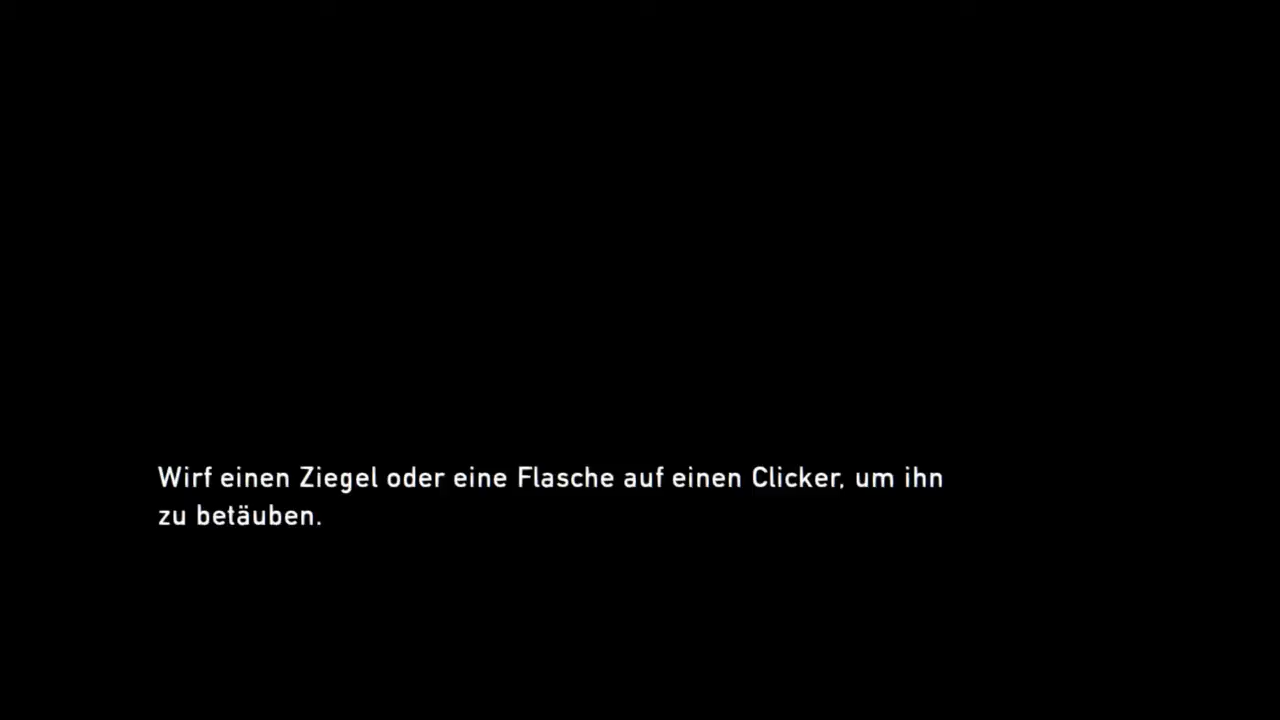 Wirf einen Ziegel oder eine Flasche auf einen Clicker, um ihn
zu betäuben.